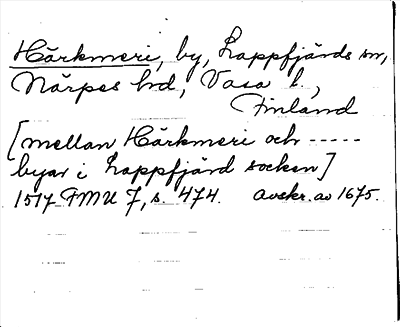 Härkmeri, by, Lappfjärds sn,
Närpes hd, Vasa l.,
Finland
[mellan Härkmeri och -----
byar i Lappfjärd socken]
1517 FMU 7, s. 474. Avskr. av 1675.